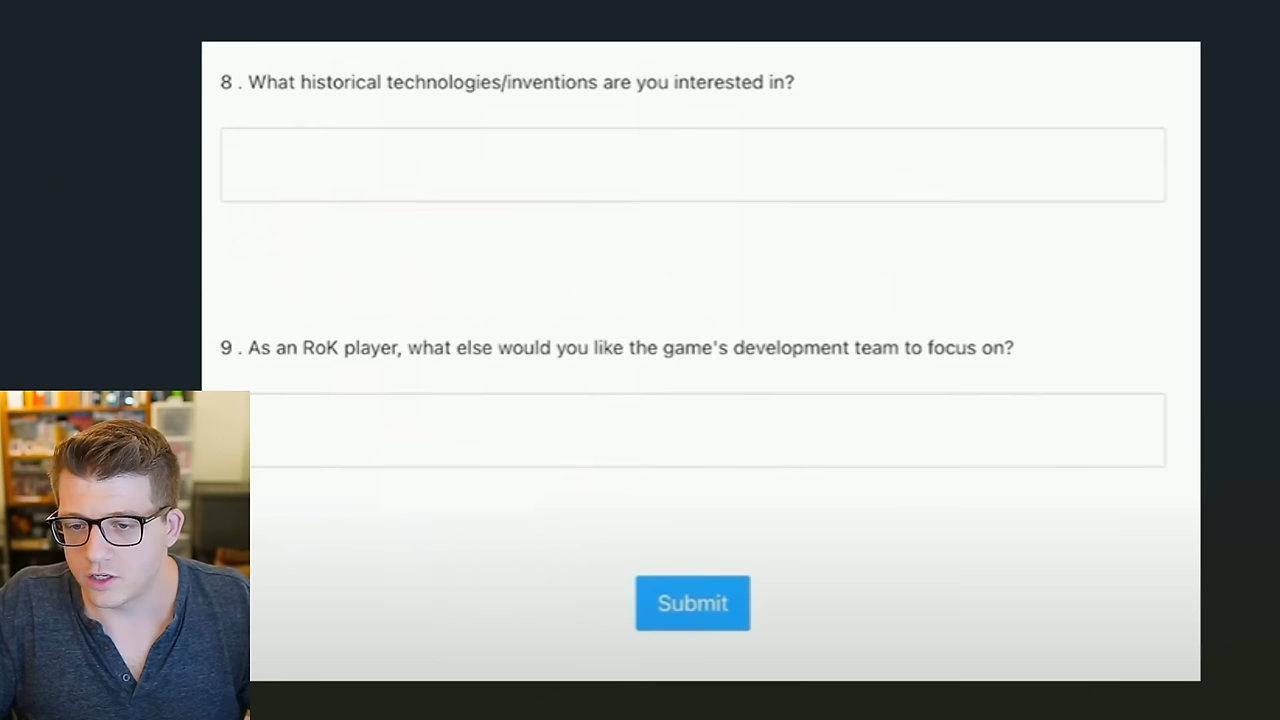 8 . What historical technologies/inventions are you interested in?
9 . As an RoK player, what else would you like the game's development team to focus on?
Submit